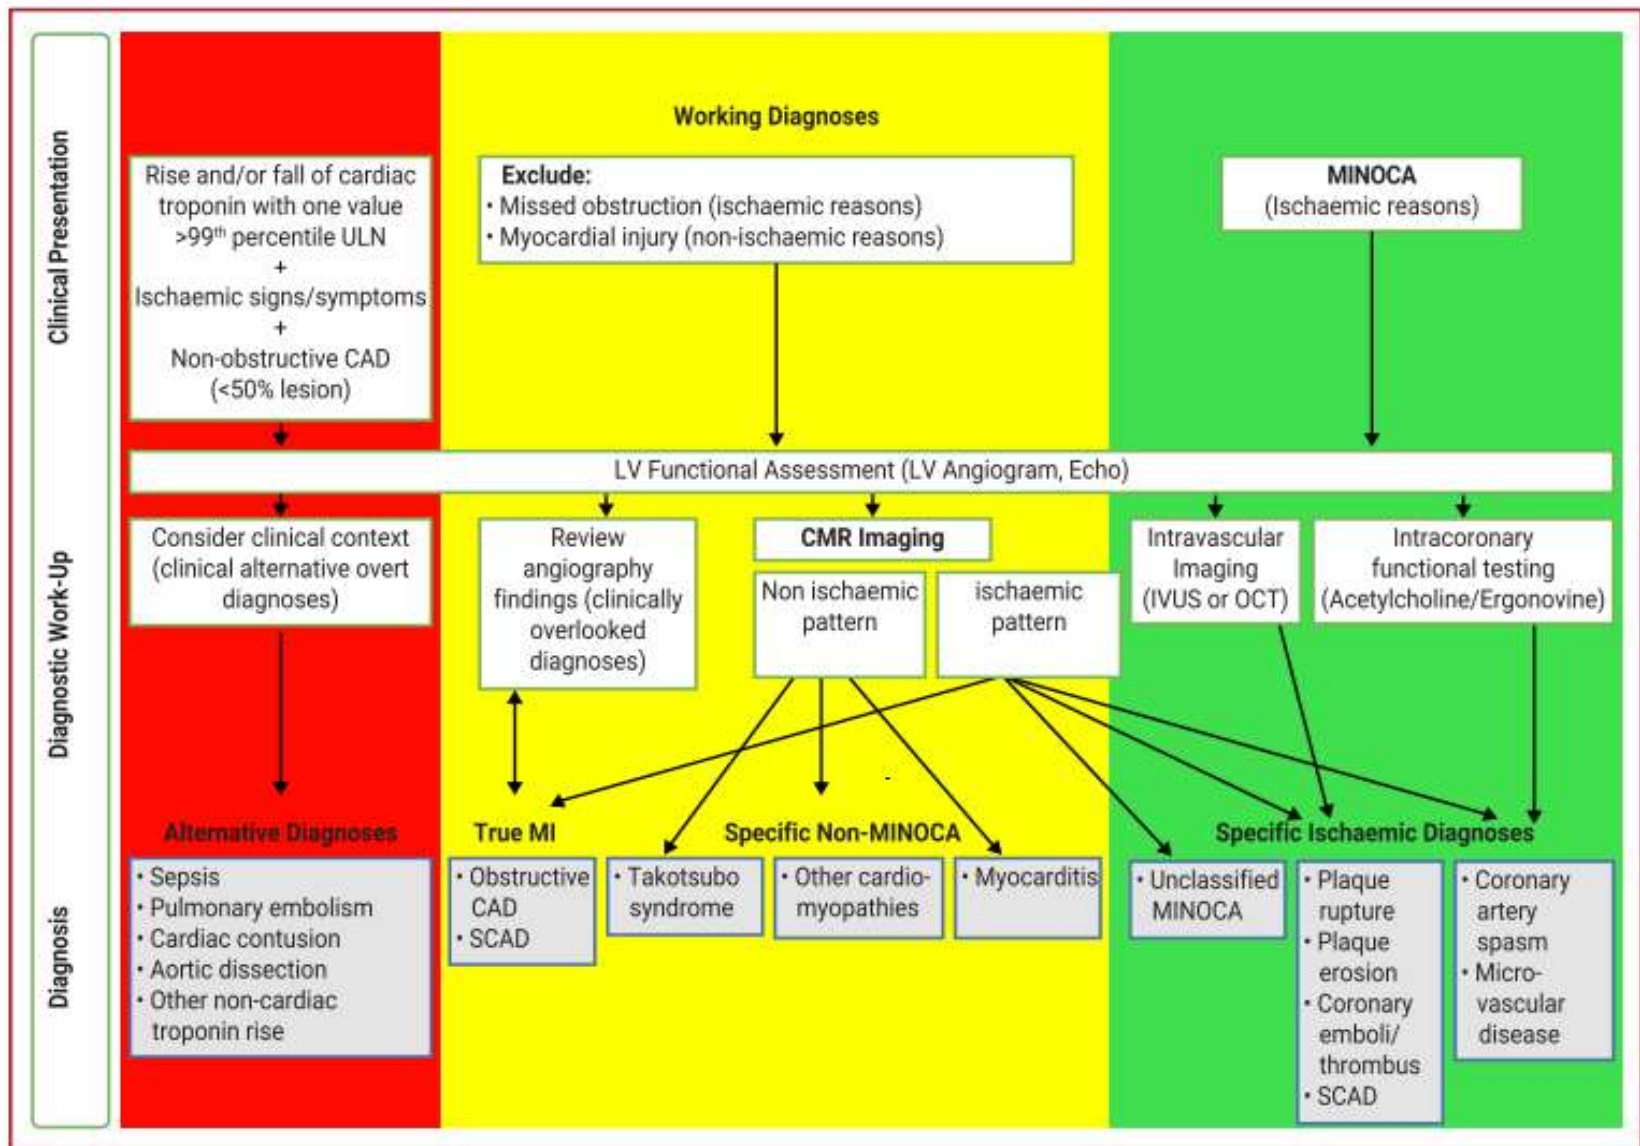 Clinical Presentation
Working Diagnoses
Rise and/or fall of cardiac
troponin with one value
>99th percentile ULN
+
Ischaemic signs/symptoms
+
Non-obstructive CAD
(<50% lesion)
Exclude:
• Missed obstruction (ischaemic reasons)
• Myocardial injury (non-ischaemic reasons)
MINOCA
(Ischaemic reasons)
LV Functional Assessment (LV Angiogram, Echo)
Diagnostic Work-Up
Consider clinical context
(clinical alternative overt
diagnoses)
Review
angiography
findings (clinically
overlooked
diagnoses)
CMR Imaging
Non ischaemic
pattern
ischaemic
pattern
Intravascular
Imaging
(IVUS or OCT)
Intracoronary
functional testing
(Acetylcholine/Ergonovine)
Diagnosis
Alternative Diagnoses
• Sepsis
• Pulmonary embolism
• Cardiac contusion
• Aortic dissection
• Other non-cardiac
troponin rise
True MI
• Obstructive
CAD
• SCAD
Specific Non-MINOCA
• Takotsubo
syndrome
• Other cardio-
myopathies
• Myocarditis
Specific Ischaemic Diagnoses
• Unclassified
MINOCA
• Plaque
rupture
• Plaque
erosion
• Coronary
emboli/
thrombus
• SCAD
• Coronary
artery
spasm
• Micro-
vascular
disease